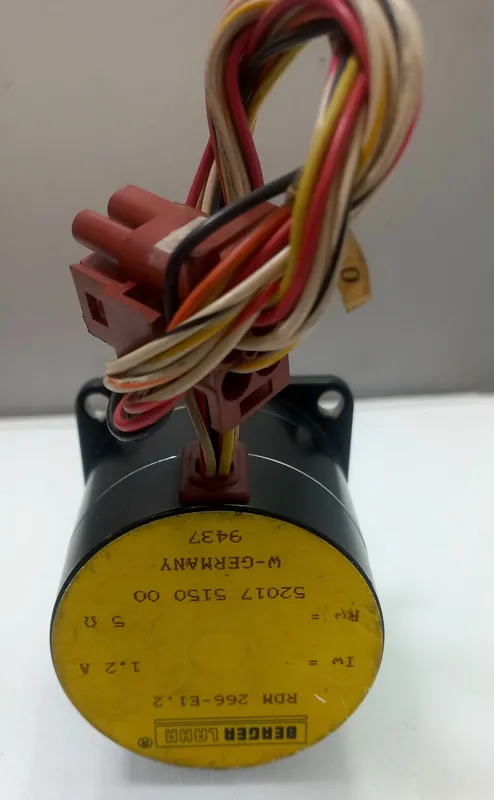 BERGER LAHR ®
RDM 266-E1.2
Iw = 1.2 A
Rw = 5 Ω
52017 5150 00
W-GERMANY
9437
0